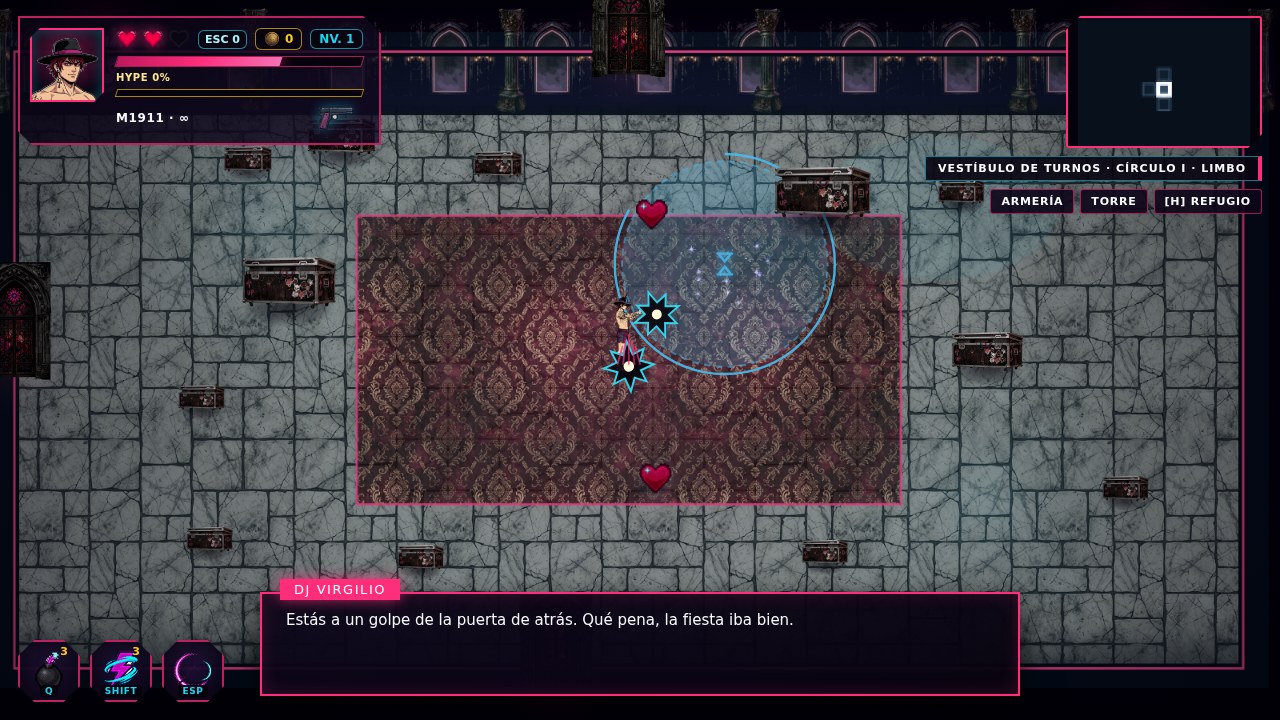 ESC 0
0
NV. 1
HYPE 0%
M1911 · ∞
VESTÍBULO DE TURNOS · CÍRCULO I · LIMBO
ARMERÍA
TORRE
[H] REFUGIO
DJ VIRGILIO
Estás a un golpe de la puerta de atrás. Qué pena, la fiesta iba bien.
3
Q
3
SHIFT
ESP